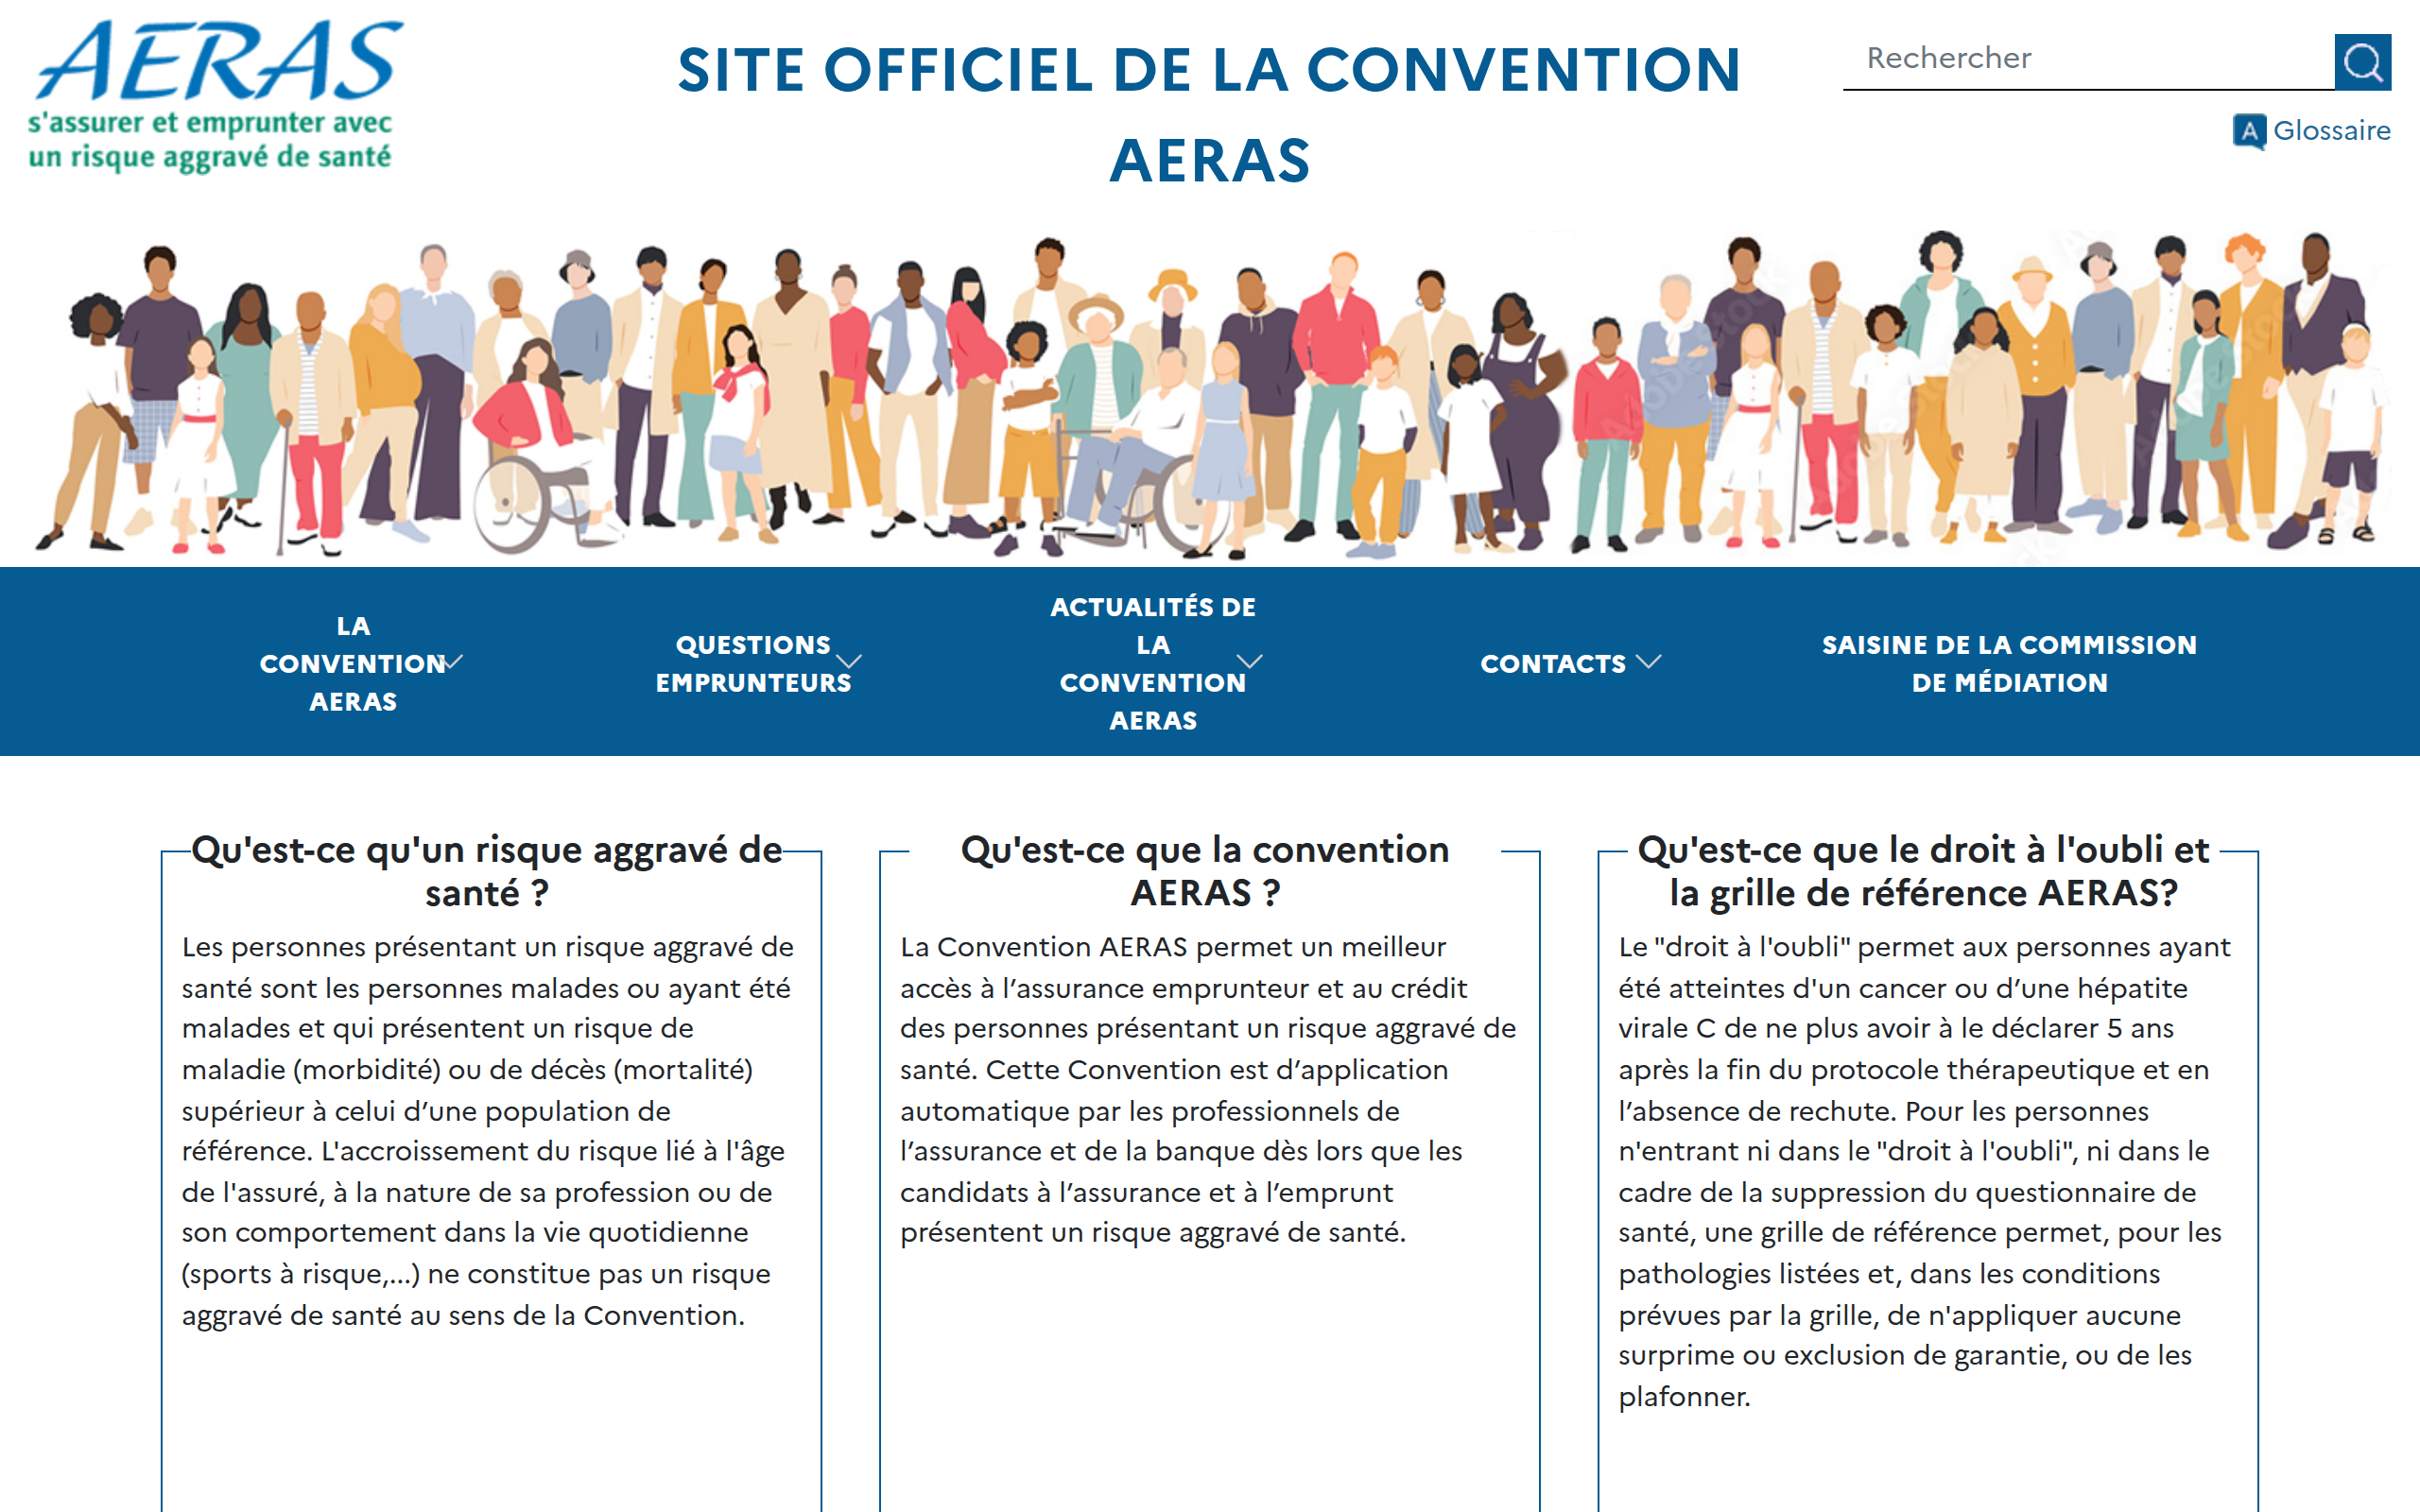 AERAS
s'assurer et emprunter avec
un risque aggravé de santé
SITE OFFICIEL DE LA CONVENTION
AERAS
Rechercher
Glossaire
LA
CONVENTION
AERAS
QUESTIONS
EMPRUNTEURS
ACTUALITÉS DE
LA
CONVENTION
AERAS
CONTACTS
SAISINE DE LA COMMISSION
DE MÉDIATION
Qu'est-ce qu'un risque aggravé de
santé ?
Les personnes présentant un risque aggravé de
santé sont les personnes malades ou ayant été
malades et qui présentent un risque de
maladie (morbidité) ou de décès (mortalité)
supérieur à celui d’une population de
référence. L'accroissement du risque lié à l'âge
de l'assuré, à la nature de sa profession ou de
son comportement dans la vie quotidienne
(sports à risque,...) ne constitue pas un risque
aggravé de santé au sens de la Convention.
Qu'est-ce que la convention
AERAS ?
La Convention AERAS permet un meilleur
accès à l’assurance emprunteur et au crédit
des personnes présentant un risque aggravé de
santé. Cette Convention est d’application
automatique par les professionnels de
l’assurance et de la banque dès lors que les
candidats à l’assurance et à l’emprunt
présentent un risque aggravé de santé.
Qu'est-ce que le droit à l'oubli et
la grille de référence AERAS?
Le "droit à l'oubli" permet aux personnes ayant
été atteintes d'un cancer ou d’une hépatite
virale C de ne plus avoir à le déclarer 5 ans
après la fin du protocole thérapeutique et en
l’absence de rechute. Pour les personnes
n'entrant ni dans le "droit à l'oubli", ni dans le
cadre de la suppression du questionnaire de
santé, une grille de référence permet, pour les
pathologies listées et, dans les conditions
prévues par la grille, de n'appliquer aucune
surprime ou exclusion de garantie, ou de les
plafonner.